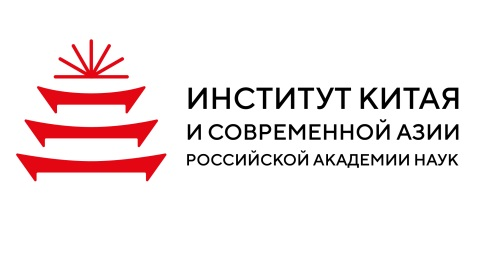 ИНСТИТУТ КИТАЯ
И СОВРЕМЕННОЙ АЗИИ
РОССИЙСКОЙ АКАДЕМИИ НАУК